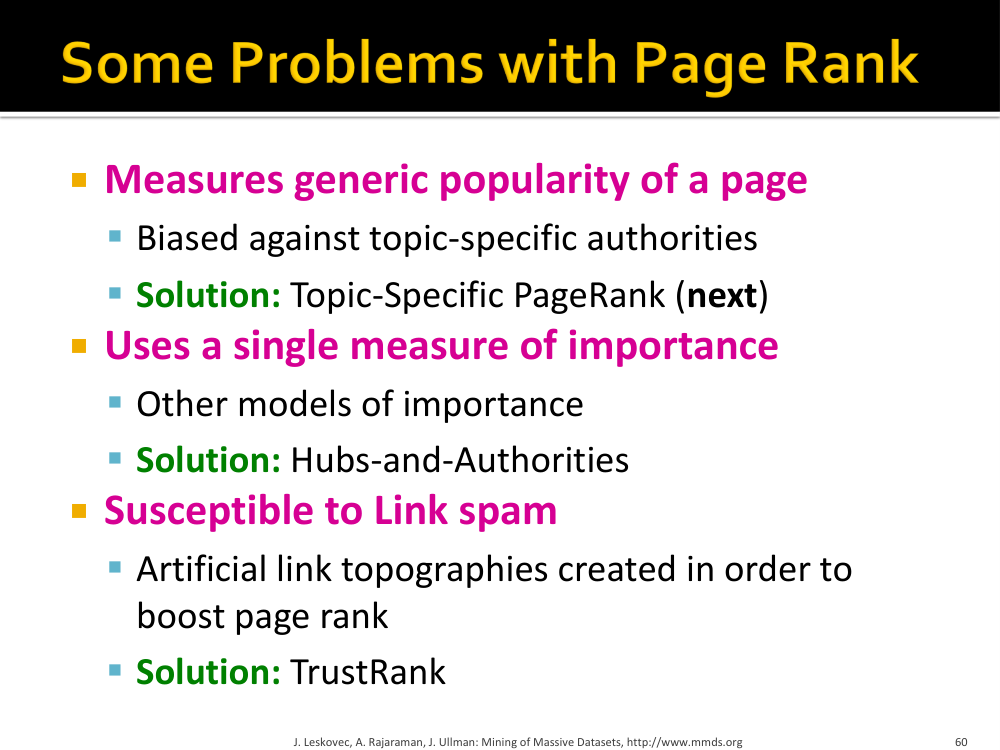 Some Problems with Page Rank
Measures generic popularity of a page
Biased against topic-specific authorities
Solution: Topic-Specific PageRank (next)
Uses a single measure of importance
Other models of importance
Solution: Hubs-and-Authorities
Susceptible to Link spam
Artificial link topographies created in order to
boost page rank
Solution: TrustRank
J. Leskovec, A. Rajaraman, J. Ullman: Mining of Massive Datasets, http://www.mmds.org
60